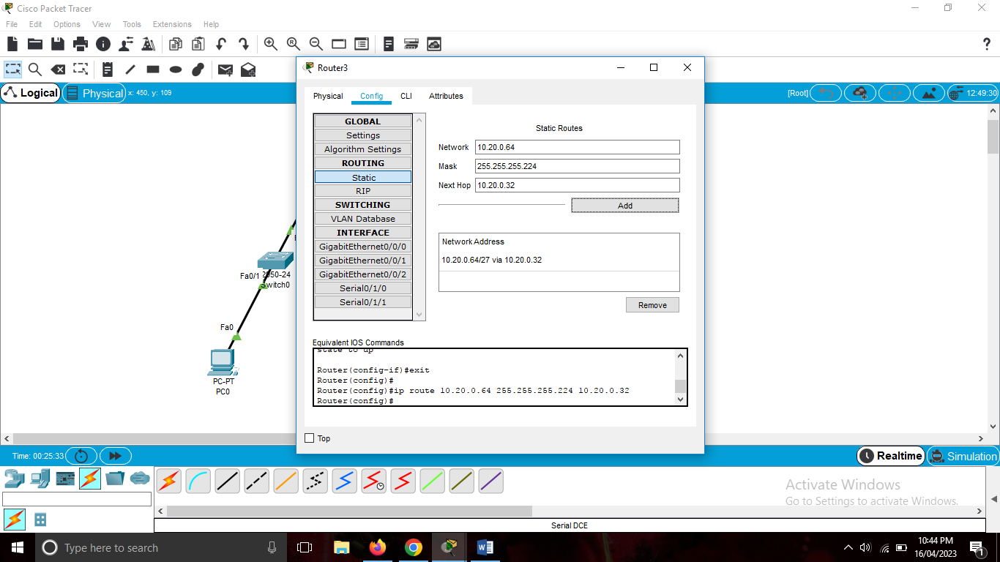 Cisco Packet Tracer
File Edit Options View Tools Extensions Help
Logical
Physical
x: 450, y: 109
[Root]
12:49:30
Router3
Physical Config CLI Attributes
GLOBAL
Settings
Algorithm Settings
ROUTING
Static
RIP
SWITCHING
VLAN Database
INTERFACE
GigabitEthernet0/0/0
GigabitEthernet0/0/1
GigabitEthernet0/0/2
Serial0/1/0
Serial0/1/1
Static Routes
Network 10.20.0.64
Mask 255.255.255.224
Next Hop 10.20.0.32
Add
Network Address
10.20.0.64/27 via 10.20.0.32
Remove
Equivalent IOS Commands
state to up
Router(config-if)#exit
Router(config)#
Router(config)#ip route 10.20.0.64 255.255.255.224 10.20.0.32
Router(config)#
Top
Fa0/1
Fa0
PC-PT
PC0
Time: 00:25:33
Realtime
Simulation
Activate Windows
Go to Settings to activate Windows.
Serial DCE
Type here to search
10:44 PM
16/04/2023
1